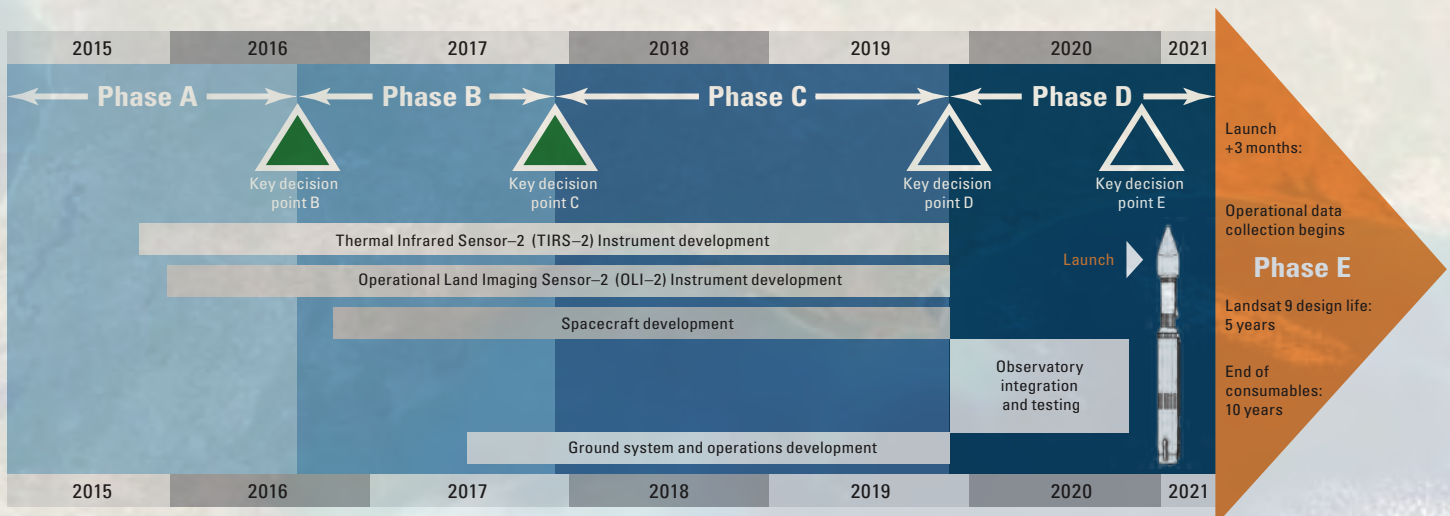 2015 2016 2017 2018 2019 2020 2021
Phase A Phase B Phase C Phase D
Key decision
point B
Key decision
point C
Key decision
point D
Key decision
point E
Thermal Infrared Sensor–2 (TIRS–2) Instrument development
Operational Land Imaging Sensor–2 (OLI–2) Instrument development
Spacecraft development
Observatory
integration
and testing
Ground system and operations development
Launch
Launch
+3 months:
Operational data
collection begins
Phase E
Landsat 9 design life:
5 years
End of
consumables:
10 years
2015 2016 2017 2018 2019 2020 2021